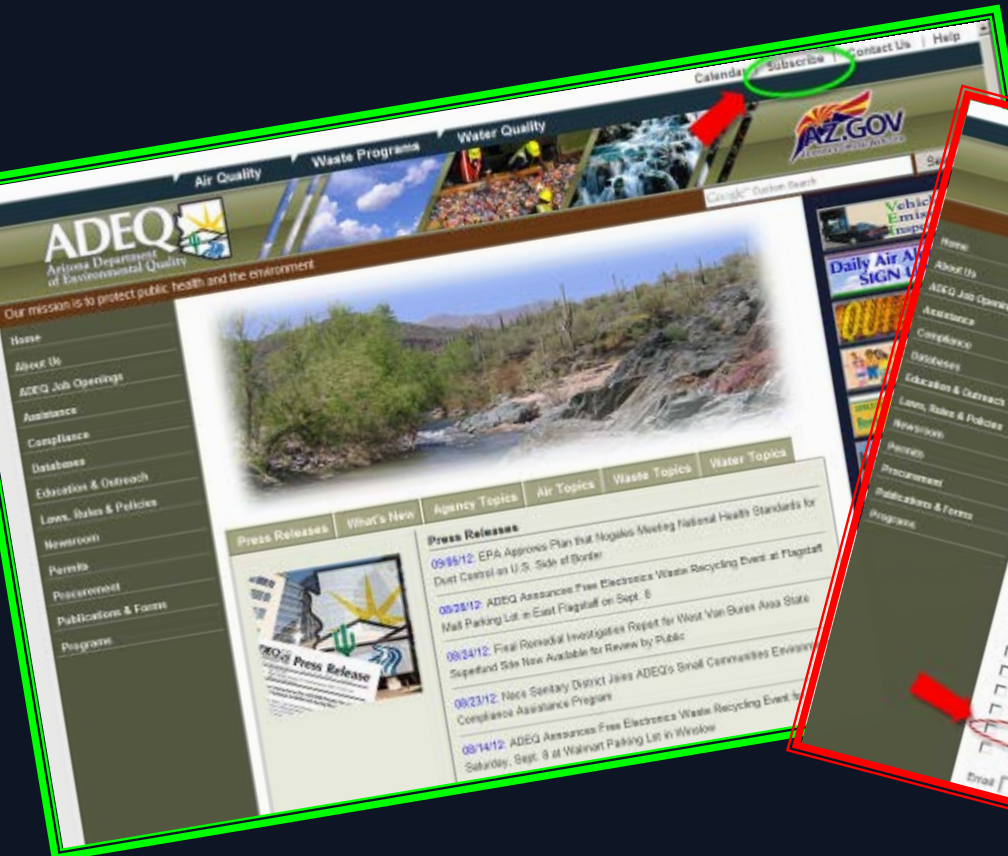 Calendar | Subscribe | Contact Us | Help
Air Quality
Waste Programs
Water Quality
AZ.GOV
ADEQ
Arizona Department
of Environmental Quality
Google™ Custom Search
Our mission is to protect public health and the environment
Home
About Us
ADEQ Job Openings
Assistance
Compliance
Databases
Education & Outreach
Laws, Rules & Policies
Newsroom
Permits
Procurement
Publications & Forms
Programs
Daily Air
SIGN
Press Releases
What's New
Agency Topics
Air Topics
Waste Topics
Water Topics
Press Releases
09/06/12: EPA Approves Plan that Nogales Meeting National Health Standards for
Dust Control on U.S. Side of Border
08/28/12: ADEQ Announces Free Electronics Waste Recycling Event at Flagstaff
Mall Parking Lot in East Flagstaff on Sept. 8
08/24/12: Final Remedial Investigation Report for West Van Buren Area State
Superfund Site Now Available for Review by Public
08/23/12: Naco Sanitary District Joins ADEQ's Small Communities Environm
Compliance Assistance Program
08/14/12: ADEQ Announces Free Electronics Waste Recycling Event
Saturday, Sept. 8 at Walmart Parking Lot in Winslow
Press Release
Home
About Us
ADEQ Job Openi
Assistance
Compliance
Databases
Education & Outreach
Laws, Rules & Policies
Newsroom
Permits
Procurement
Publications & Forms
Programs
Email